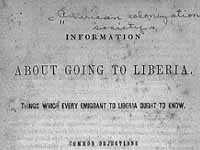 American colonization
society.
INFORMATION
ABOUT GOING TO LIBERIA.
THINGS WHICH EVERY EMIGRANT TO LIBERIA OUGHT TO KNOW.
COMMON OBJECTIONS